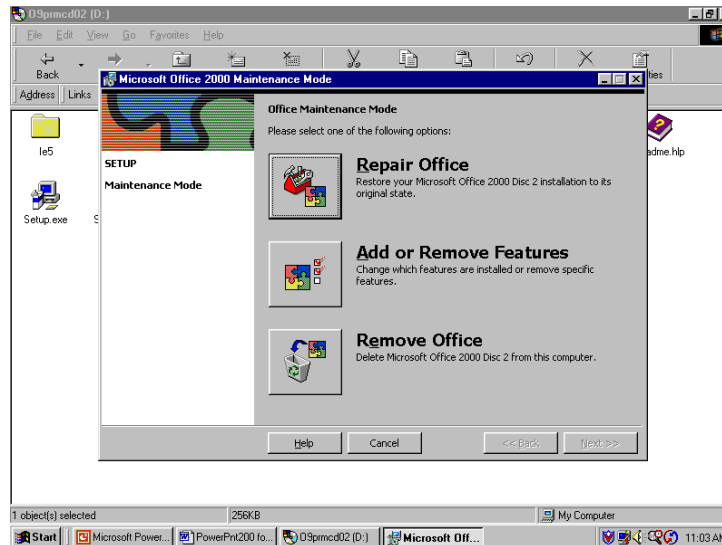 O9prmcd02 (D:)
File Edit View Go Favorites Help
Back
Address Links
Microsoft Office 2000 Maintenance Mode
SETUP
Maintenance Mode
Office Maintenance Mode
Please select one of the following options:
Repair Office
Restore your Microsoft Office 2000 Disc 2 installation to its
original state.
Add or Remove Features
Change which features are installed or remove specific
features.
Remove Office
Delete Microsoft Office 2000 Disc 2 from this computer.
Help Cancel << Back Next >>
Ie5
Setup.exe
1 object(s) selected 256KB My Computer
Start Microsoft Power... PowerPnt200 fo... O9prmcd02 (D:) Microsoft Off... 11:03 AM